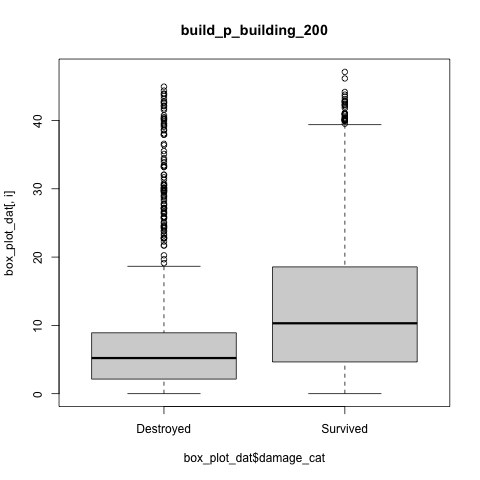 build_p_building_200
box_plot_dat[, i]
40
30
20
10
0
Destroyed
Survived
box_plot_dat$damage_cat